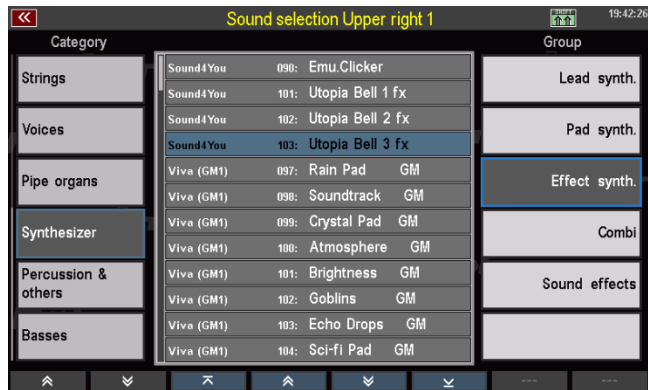 Sound selection Upper right 1
SHIFT
19:42:26
Category
Group
Strings
Voices
Pipe organs
Synthesizer
Percussion &
others
Basses
Sound4You 090: Emu.Clicker
Sound4You 101: Utopia Bell 1 fx
Sound4You 102: Utopia Bell 2 fx
Sound4You 103: Utopia Bell 3 fx
Viva (GM1) 097: Rain Pad GM
Viva (GM1) 098: Soundtrack GM
Viva (GM1) 099: Crystal Pad GM
Viva (GM1) 100: Atmosphere GM
Viva (GM1) 101: Brightness GM
Viva (GM1) 102: Goblins GM
Viva (GM1) 103: Echo Drops GM
Viva (GM1) 104: Sci-fi Pad GM
Lead synth.
Pad synth.
Effect synth.
Combi
Sound effects
--- ---